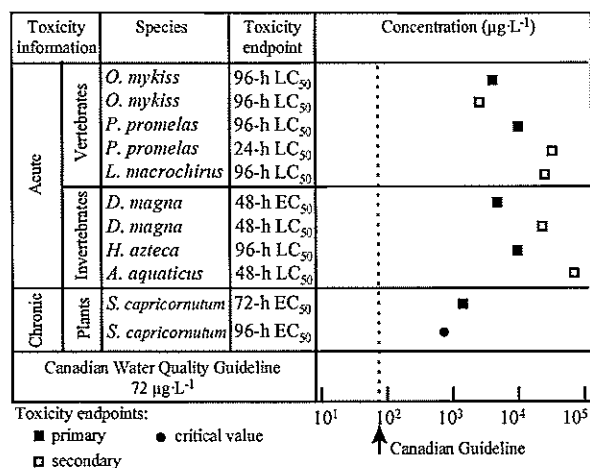 Toxicity information Species Toxicity endpoint Concentration (µg·L⁻¹)
Acute
Vertebrates
O. mykiss 96-h LC₅₀
O. mykiss 96-h LC₅₀
P. promelas 96-h LC₅₀
P. promelas 24-h LC₅₀
L. macrochirus 96-h LC₅₀
Invertebrates
D. magna 48-h EC₅₀
D. magna 48-h LC₅₀
H. azteca 96-h LC₅₀
A. aquaticus 48-h LC₅₀
Chronic
Plants
S. capricornutum 72-h EC₅₀
S. capricornutum 96-h EC₅₀
Canadian Water Quality Guideline
72 µg·L⁻¹
10¹ 10² 10³ 10⁴ 10⁵
Toxicity endpoints:
primary critical value
secondary
Canadian Guideline